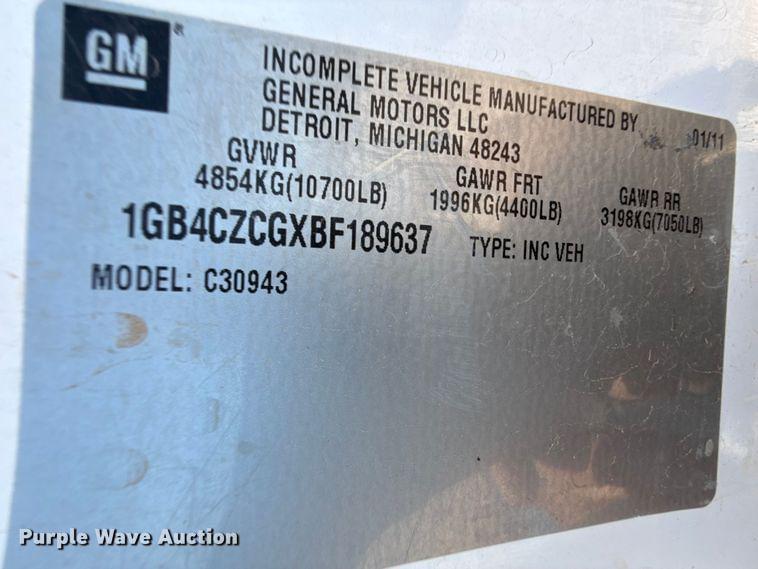 GM
INCOMPLETE VEHICLE MANUFACTURED BY
GENERAL MOTORS LLC
DETROIT, MICHIGAN 48243
01/11
GVWR
4854KG(10700LB)
GAWR FRT
1996KG(4400LB)
GAWR RR
3198KG(7050LB)
1GB4CZCGXBF189637
TYPE: INC VEH
MODEL: C30943
Purple Wave Auction